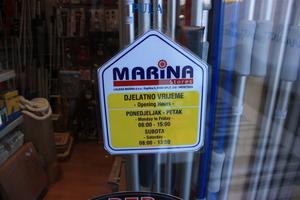 PULA
MARINA
Stores
DJELATNO VRIJEME
- Opening Hours -
PONEDJELJAK - PETAK
- Monday to Friday -
08:00 - 15:00
SUBOTA
- Saturday -
08:00 - 13:00